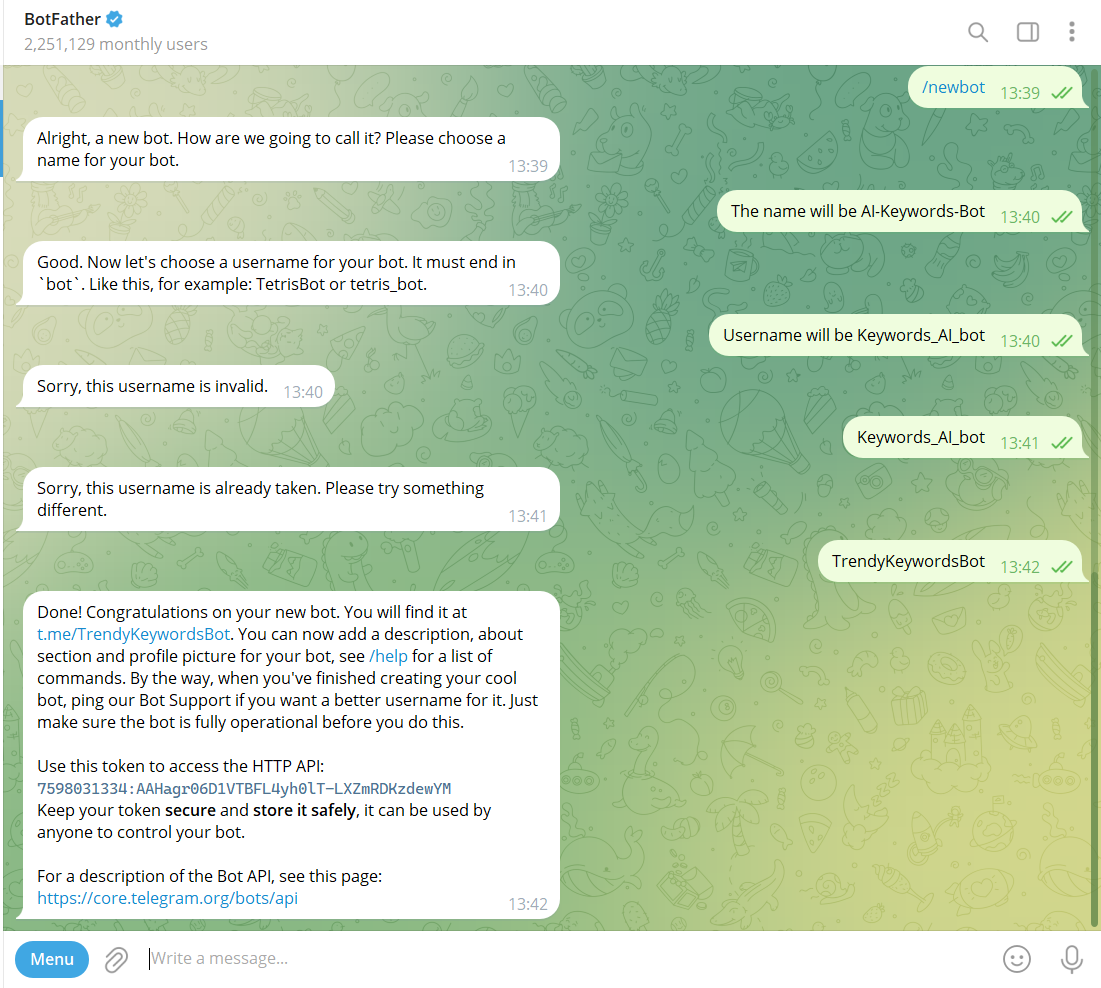 BotFather
2,251,129 monthly users
/newbot 13:39
Alright, a new bot. How are we going to call it? Please choose a
name for your bot. 13:39
The name will be AI-Keywords-Bot 13:40
Good. Now let's choose a username for your bot. It must end in
`bot`. Like this, for example: TetrisBot or tetris_bot. 13:40
Username will be Keywords_AI_bot 13:40
Sorry, this username is invalid. 13:40
Keywords_AI_bot 13:41
Sorry, this username is already taken. Please try something
different. 13:41
TrendyKeywordsBot 13:42
Done! Congratulations on your new bot. You will find it at
t.me/TrendyKeywordsBot. You can now add a description, about
section and profile picture for your bot, see /help for a list of
commands. By the way, when you've finished creating your cool
bot, ping our Bot Support if you want a better username for it. Just
make sure the bot is fully operational before you do this.
Use this token to access the HTTP API:
7598031334:AAHagr06D1VTBFL4yh0lT-LXZmRDKzdewYM
Keep your token secure and store it safely, it can be used by
anyone to control your bot.
For a description of the Bot API, see this page:
https://core.telegram.org/bots/api 13:42
Menu
Write a message...